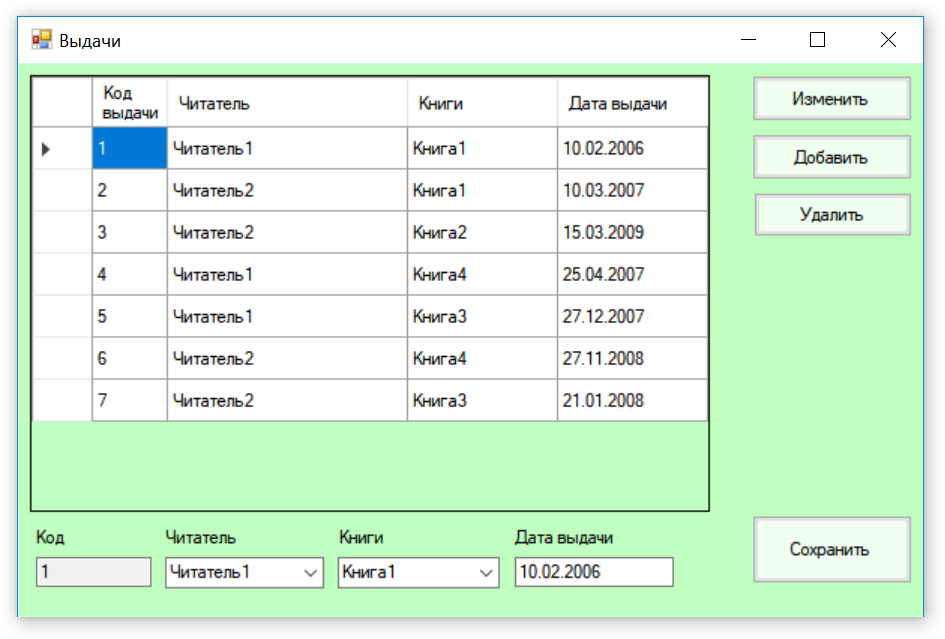 Выдачи
Код выдачи Читатель Книги Дата выдачи
1 Читатель1 Книга1 10.02.2006
2 Читатель2 Книга1 10.03.2007
3 Читатель2 Книга2 15.03.2009
4 Читатель1 Книга4 25.04.2007
5 Читатель1 Книга3 27.12.2007
6 Читатель2 Книга4 27.11.2008
7 Читатель2 Книга3 21.01.2008
Изменить
Добавить
Удалить
Код Читатель Книги Дата выдачи
1 Читатель1 Книга1 10.02.2006
Сохранить